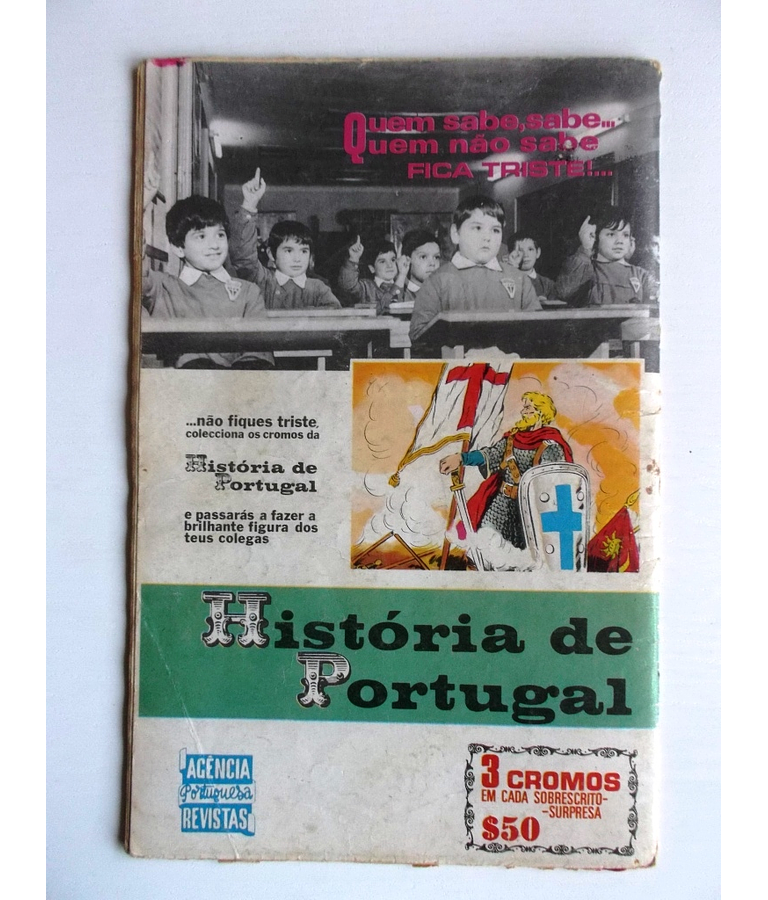 Quem sabe,sabe...
Quem não sabe
FICA TRISTE!...
...não fiques triste,
colecciona os cromos da
História de
Portugal
e passarás a fazer a
brilhante figura dos
teus colegas
História de
Portugal
AGÊNCIA
Portuguesa
REVISTAS
3 CROMOS
EM CADA SOBRESCRITO-
-SURPRESA
$50